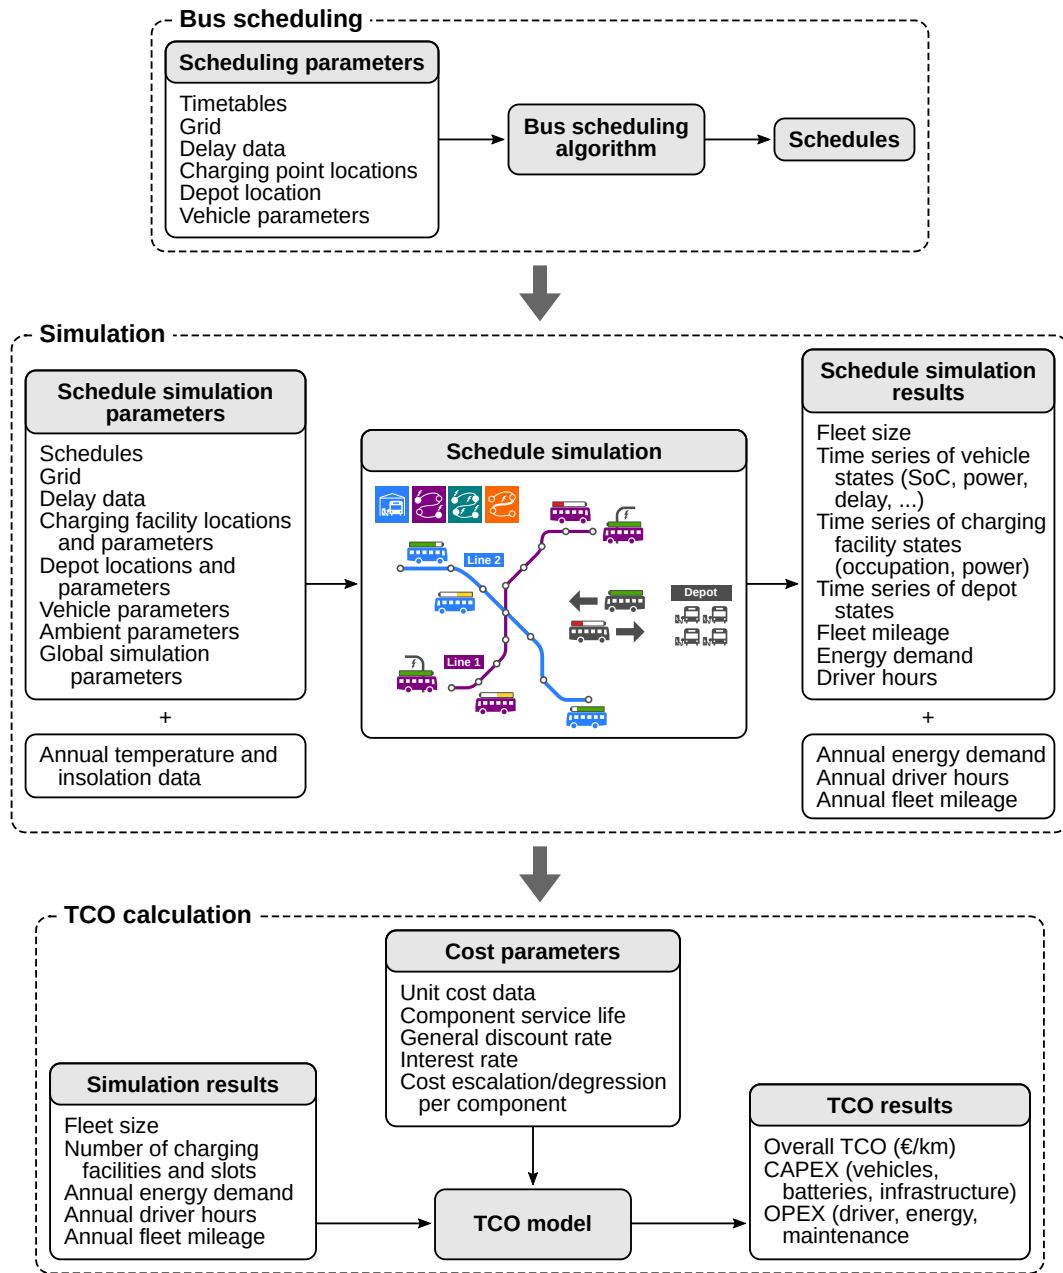 Bus scheduling
Scheduling parameters
Timetables
Grid
Delay data
Charging point locations
Depot location
Vehicle parameters
Bus scheduling
algorithm
Schedules
Simulation
Schedule simulation
parameters
Schedules
Grid
Delay data
Charging facility locations
and parameters
Depot locations and
parameters
Vehicle parameters
Ambient parameters
Global simulation
parameters
+
Annual temperature and
insolation data
Schedule simulation
Line 2
Line 1
Depot
Schedule simulation
results
Fleet size
Time series of vehicle
states (SoC, power,
delay, ...)
Time series of charging
facility states
(occupation, power)
Time series of depot
states
Fleet mileage
Energy demand
Driver hours
+
Annual energy demand
Annual driver hours
Annual fleet mileage
TCO calculation
Cost parameters
Unit cost data
Component service life
General discount rate
Interest rate
Cost escalation/degression
per component
Simulation results
Fleet size
Number of charging
facilities and slots
Annual energy demand
Annual driver hours
Annual fleet mileage
TCO model
TCO results
Overall TCO (€/km)
CAPEX (vehicles,
batteries, infrastructure)
OPEX (driver, energy,
maintenance